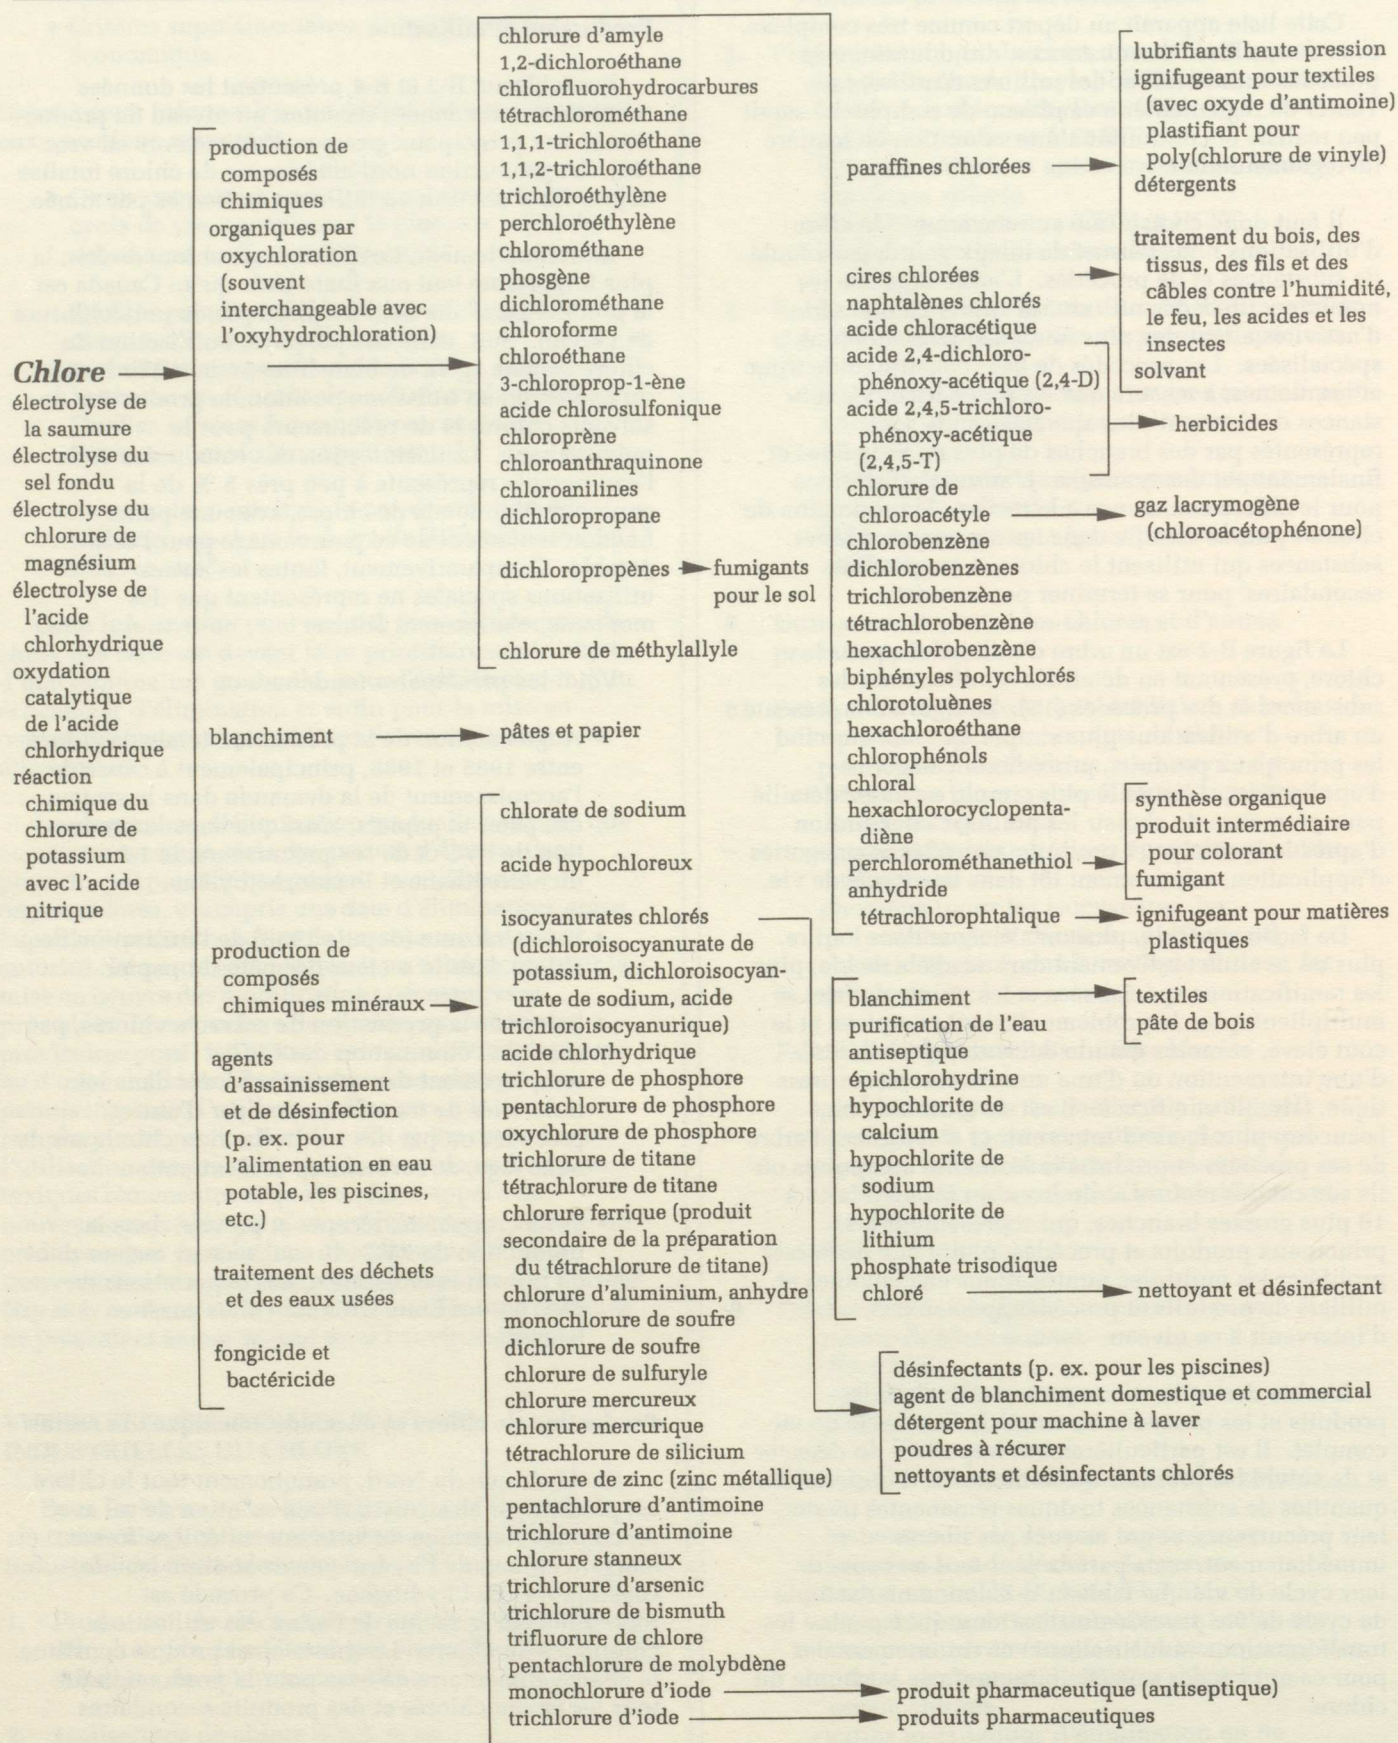 Chlore
électrolyse de
la saumure
électrolyse du
sel fondu
électrolyse du
chlorure de
magnésium
électrolyse de
l'acide
chlorhydrique
oxydation
catalytique
de l'acide
chlorhydrique
réaction
chimique du
chlorure de
potassium
avec l'acide
nitrique
production de
composés
chimiques
organiques par
oxychloration
(souvent
interchangeable avec
l'oxyhydrochloration)
blanchiment
pâtes et papier
production de
composés
chimiques minéraux
agents
d'assainissement
et de désinfection
(p. ex. pour
l'alimentation en eau
potable, les piscines,
etc.)
traitement des déchets
et des eaux usées
fongicide et
bactéricide
chlorure d'amyle
1,2-dichloroéthane
chlorofluorohydrocarbures
tétrachlorométhane
1,1,1-trichloroéthane
1,1,2-trichloroéthane
trichloroéthylène
perchloroéthylène
chlorométhane
phosgène
dichlorométhane
chloroforme
chloroéthane
3-chloroprop-1-ène
acide chlorosulfonique
chloroprène
chloroanthraquinone
chloroanilines
dichloropropane
dichloropropènes
fumigants
pour le sol
chlorure de méthylallyle
chlorate de sodium
acide hypochloreux
isocyanurates chlorés
(dichloroisocyanurate de
potassium, dichloroisocyan-
urate de sodium, acide
trichloroisocyanurique)
acide chlorhydrique
trichlorure de phosphore
pentachlorure de phosphore
oxychlorure de phosphore
trichlorure de titane
tétrachlorure de titane
chlorure ferrique (produit
secondaire de la préparation
du tétrachlorure de titane)
chlorure d'aluminium, anhydre
monochlorure de soufre
dichlorure de soufre
chlorure de sulfuryle
chlorure mercureux
chlorure mercurique
tétrachlorure de silicium
chlorure de zinc (zinc métallique)
pentachlorure d'antimoine
trichlorure d'antimoine
chlorure stanneux
trichlorure d'arsenic
trichlorure de bismuth
trifluorure de chlore
pentachlorure de molybdène
monochlorure d'iode
produit pharmaceutique (antiseptique)
trichlorure d'iode
produits pharmaceutiques
paraffines chlorées
lubrifiants haute pression
ignifugeant pour textiles
(avec oxyde d'antimoine)
plastifiant pour
poly(chlorure de vinyle)
détergents
cires chlorées
naphtalènes chlorés
traitement du bois, des
tissus, des fils et des
câbles contre l'humidité,
le feu, les acides et les
insectes
solvant
acide chloracétique
acide 2,4-dichloro-
phénoxy-acétique (2,4-D)
acide 2,4,5-trichloro-
phénoxy-acétique
(2,4,5-T)
herbicides
chlorure de
chloroacétyle
gaz lacrymogène
(chloroacétophénone)
chlorobenzène
dichlorobenzènes
trichlorobenzène
tétrachlorobenzène
hexachlorobenzène
biphényles polychlorés
chlorotoluènes
hexachloroéthane
chlorophénols
chloral
hexachlorocyclopenta-
diène
perchlorométhanethiol
synthèse organique
produit intermédiaire
pour colorant
fumigant
anhydride
tétrachlorophtalique
ignifugeant pour matières
plastiques
blanchiment
textiles
pâte de bois
purification de l'eau
antiseptique
épichlorohydrine
hypochlorite de
calcium
hypochlorite de
sodium
hypochlorite de
lithium
phosphate trisodique
chloré
nettoyant et désinfectant
désinfectants (p. ex. pour les piscines)
agent de blanchiment domestique et commercial
détergent pour machine à laver
poudres à récurer
nettoyants et désinfectants chlorés